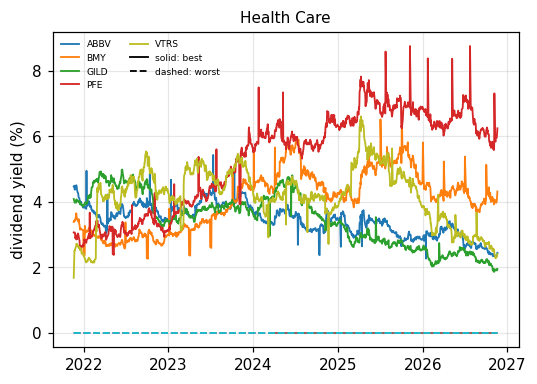 Health Care
ABBV
BMY
GILD
PFE
VTRS
solid: best
dashed: worst
dividend yield (%)
8
6
4
2
0
2022 2023 2024 2025 2026 2027